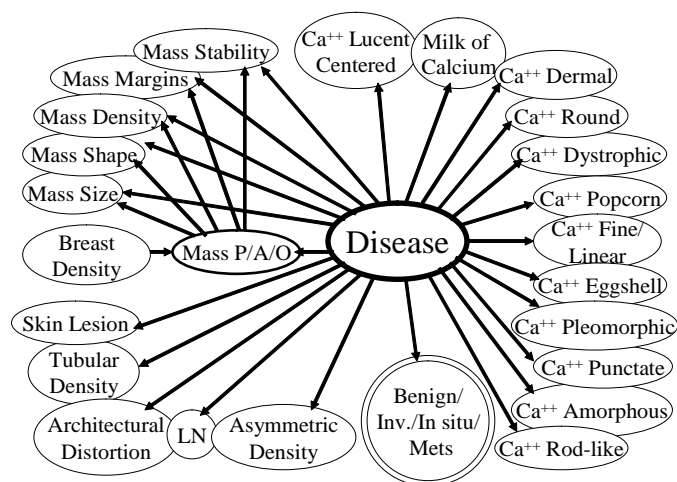 Mass Stability
Mass Margins
Mass Density
Mass Shape
Mass Size
Breast
Density
Mass P/A/O
Disease
Ca⁺⁺ Lucent
Centered
Milk of
Calcium
Ca⁺⁺ Dermal
Ca⁺⁺ Round
Ca⁺⁺ Dystrophic
Ca⁺⁺ Popcorn
Ca⁺⁺ Fine/
Linear
Ca⁺⁺ Eggshell
Ca⁺⁺ Pleomorphic
Ca⁺⁺ Punctate
Ca⁺⁺ Amorphous
Ca⁺⁺ Rod-like
Skin Lesion
Tubular
Density
Architectural
Distortion
LN
Asymmetric
Density
Benign/
Inv./In situ/
Mets